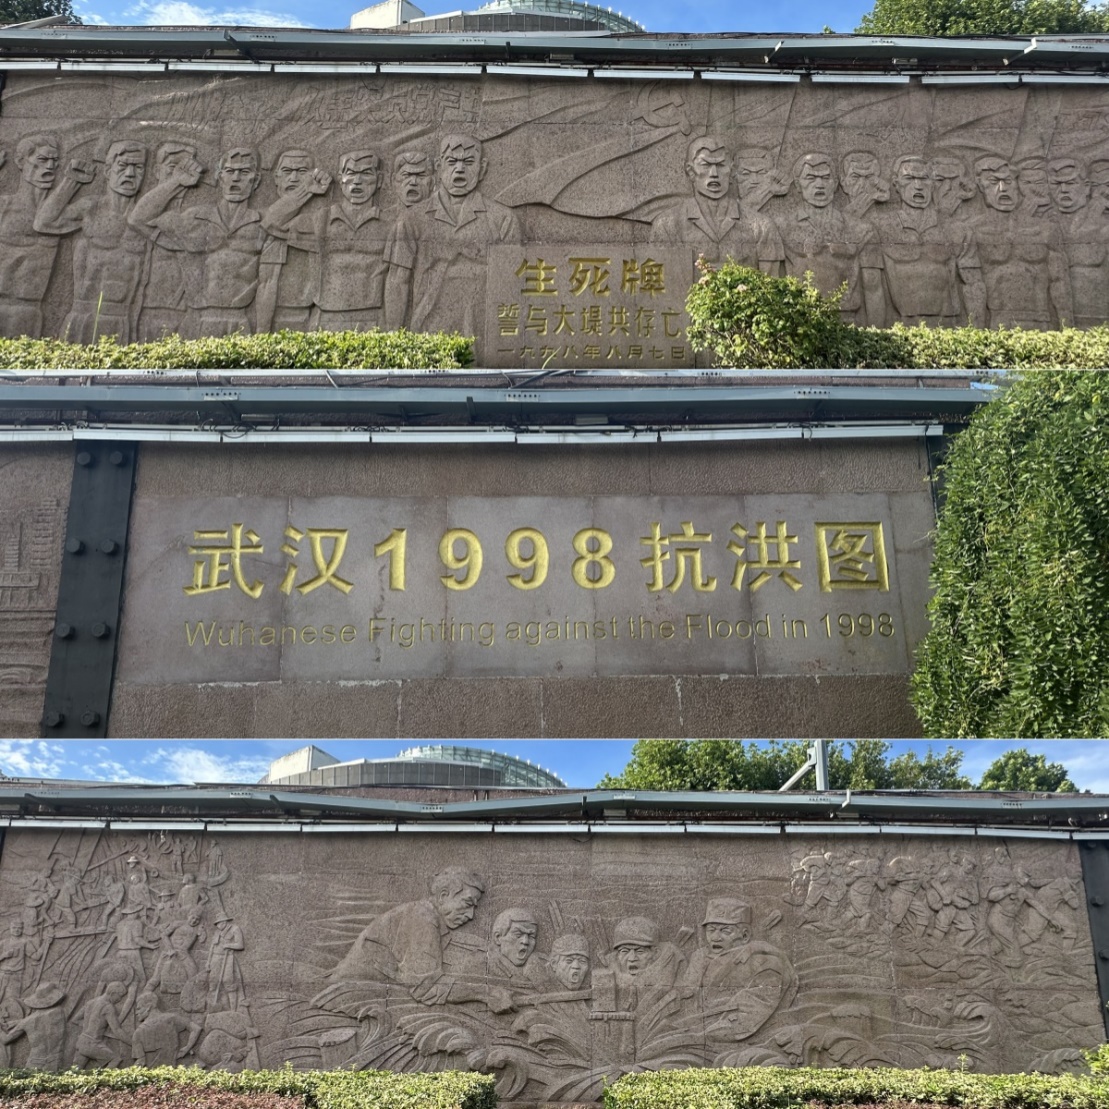 生死牌
誓与大堤共存亡
一九九八年八月七日
武汉1998抗洪图
Wuhanese Fighting against the Flood in 1998